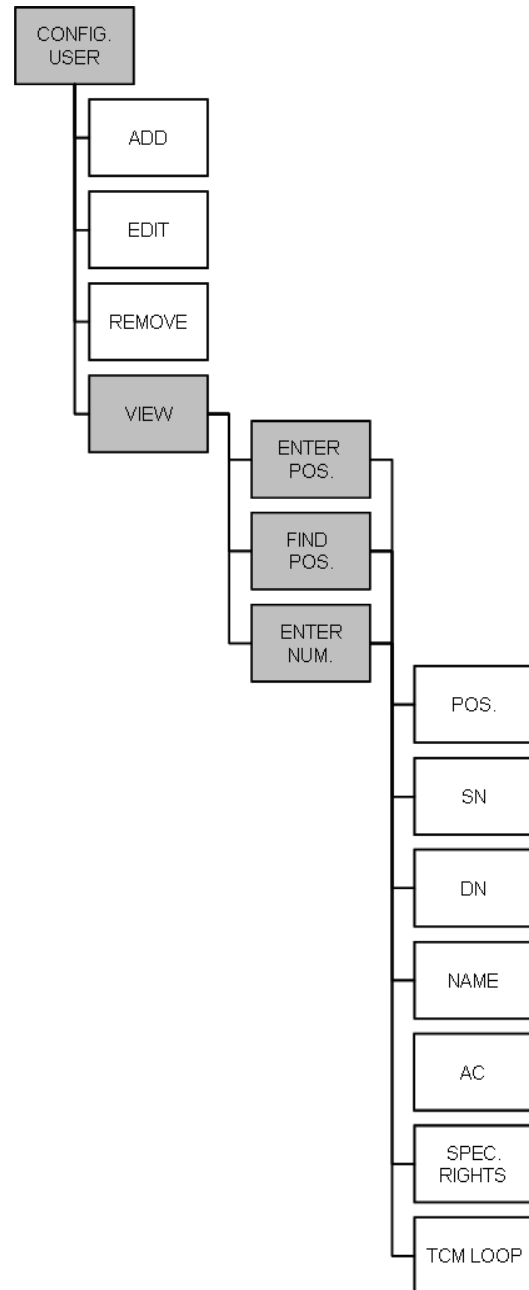 CONFIG.
USER
ADD
EDIT
REMOVE
VIEW
ENTER
POS.
FIND
POS.
ENTER
NUM.
POS.
SN
DN
NAME
AC
SPEC.
RIGHTS
TCM LOOP